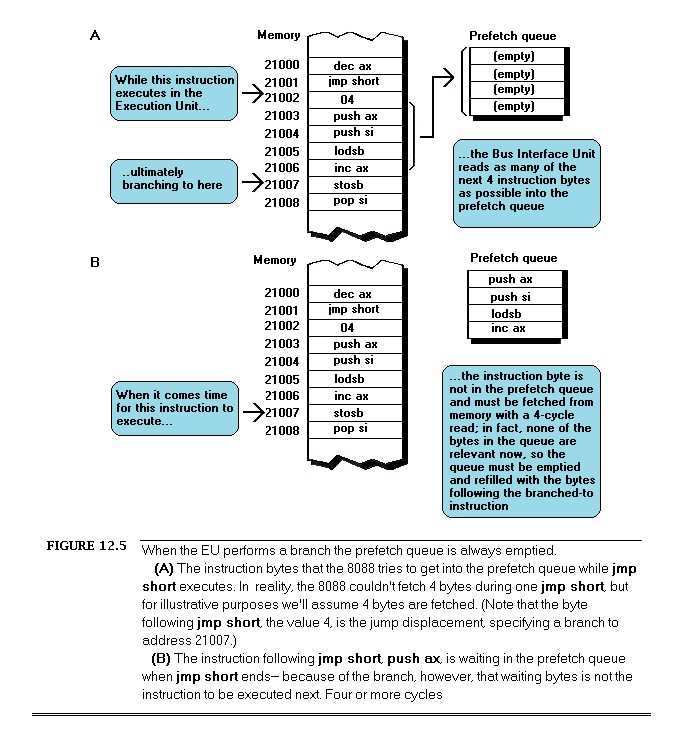 A
Memory
Prefetch queue
21000 dec ax
21001 jmp short
21002 04
21003 push ax
21004 push si
21005 lodsb
21006 inc ax
21007 stosb
21008 pop si
While this instruction
executes in the
Execution Unit...
..ultimately
branching to here
(empty)
(empty)
(empty)
(empty)
...the Bus Interface Unit
reads as many of the
next 4 instruction bytes
as possible into the
prefetch queue
B
Memory
Prefetch queue
21000 dec ax
21001 jmp short
21002 04
21003 push ax
21004 push si
21005 lodsb
21006 inc ax
21007 stosb
21008 pop si
When it comes time
for this instruction to
execute...
push ax
push si
lodsb
inc ax
...the instruction byte is
not in the prefetch queue
and must be fetched from
memory with a 4-cycle
read; in fact, none of the
bytes in the queue are
relevant now, so the
queue must be emptied
and refilled with the bytes
following the branched-to
instruction
FIGURE 12.5 When the EU performs a branch the prefetch queue is always emptied.
(A) The instruction bytes that the 8088 tries to get into the prefetch queue while jmp
short executes. In reality, the 8088 couldn't fetch 4 bytes during one jmp short, but
for illustrative purposes we'll assume 4 bytes are fetched. (Note that the byte
following jmp short, the value 4, is the jump displacement, specifying a branch to
address 21007.)
(B) The instruction following jmp short, push ax, is waiting in the prefetch queue
when jmp short ends— because of the branch, however, that waiting bytes is not the
instruction to be executed next. Four or more cycles